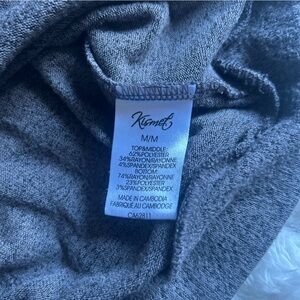 Kismet
M/M
TOP&MIDDLE:
62%POLYESTER
34%RAYON/RAYONNE
4%SPANDEX/SPANDEX
BOTTOM:
74%RAYON/RAYONNE
23%POLYESTER
3%SPANDEX/SPANDEX
MADE IN CAMBODIA
FABRIQUE AU CAMBODGE
CA62811